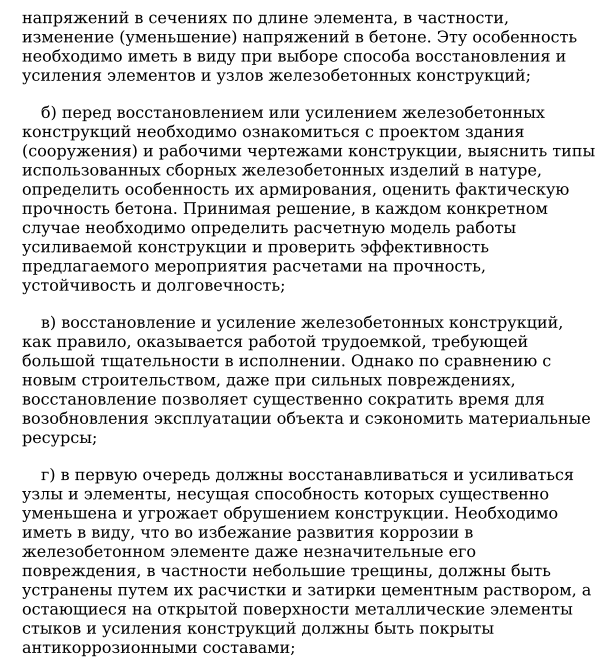 напряжений в сечениях по длине элемента, в частности,
изменение (уменьшение) напряжений в бетоне. Эту особенность
необходимо иметь в виду при выборе способа восстановления и
усиления элементов и узлов железобетонных конструкций;
б) перед восстановлением или усилением железобетонных
конструкций необходимо ознакомиться с проектом здания
(сооружения) и рабочими чертежами конструкции, выяснить типы
использованных сборных железобетонных изделий в натуре,
определить особенность их армирования, оценить фактическую
прочность бетона. Принимая решение, в каждом конкретном
случае необходимо определить расчетную модель работы
усиливаемой конструкции и проверить эффективность
предлагаемого мероприятия расчетами на прочность,
устойчивость и долговечность;
в) восстановление и усиление железобетонных конструкций,
как правило, оказывается работой трудоемкой, требующей
большой тщательности в исполнении. Однако по сравнению с
новым строительством, даже при сильных повреждениях,
восстановление позволяет существенно сократить время для
возобновления эксплуатации объекта и сэкономить материальные
ресурсы;
г) в первую очередь должны восстанавливаться и усиливаться
узлы и элементы, несущая способность которых существенно
уменьшена и угрожает обрушением конструкции. Необходимо
иметь в виду, что во избежание развития коррозии в
железобетонном элементе даже незначительные его
повреждения, в частности небольшие трещины, должны быть
устранены путем их расчистки и затирки цементным раствором, а
остающиеся на открытой поверхности металлические элементы
стыков и усиления конструкций должны быть покрыты
антикоррозионными составами;